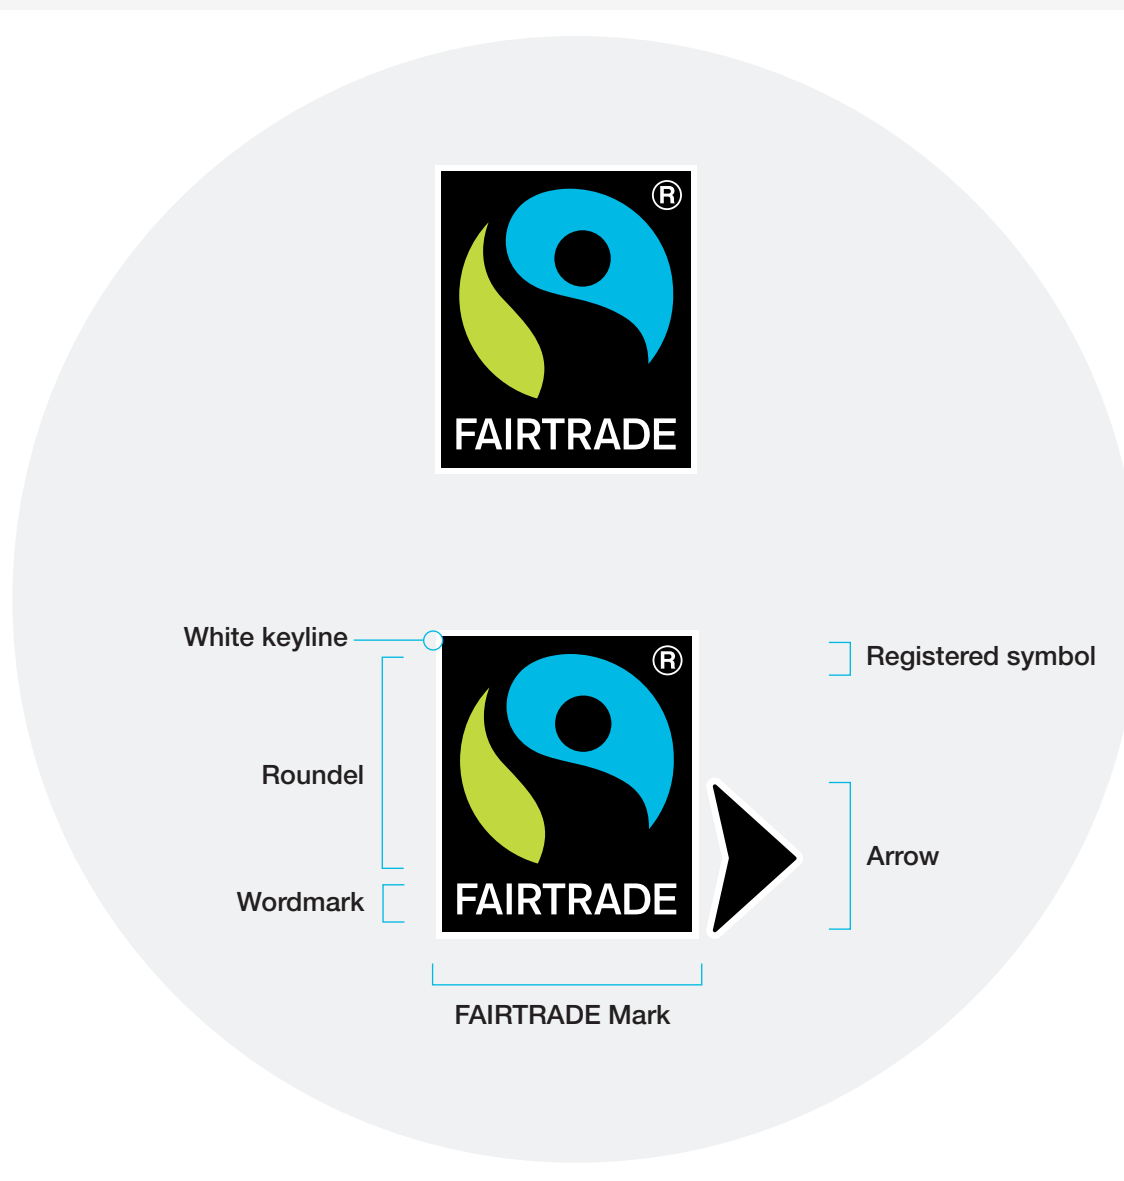 ®
FAIRTRADE
White keyline
®
Registered symbol
Roundel
Arrow
Wordmark
FAIRTRADE
FAIRTRADE Mark